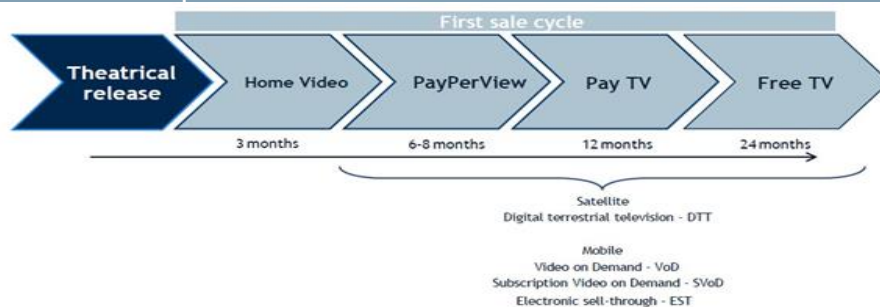 First sale cycle
Theatrical
release
Home Video
PayPerView
Pay TV
Free TV
3 months
6-8 months
12 months
24 months
Satellite
Digital terrestrial television - DTT
Mobile
Video on Demand - VoD
Subscription Video on Demand - SVoD
Electronic sell-through - EST